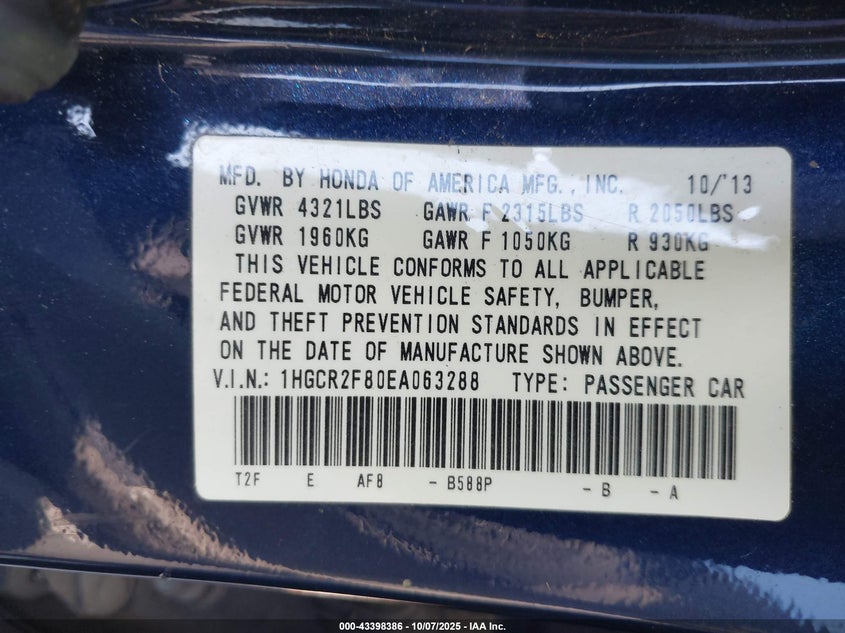 MFD. BY HONDA OF AMERICA MFG., INC. 10/'13
GVWR 4321LBS GAWR F 2315LBS R 2050LBS
GVWR 1960KG GAWR F 1050KG R 930KG
THIS VEHICLE CONFORMS TO ALL APPLICABLE
FEDERAL MOTOR VEHICLE SAFETY, BUMPER,
AND THEFT PREVENTION STANDARDS IN EFFECT
ON THE DATE OF MANUFACTURE SHOWN ABOVE.
V.I.N.: 1HGCR2F80EA063288 TYPE: PASSENGER CAR
T2F E AF8 - B588P - B - A
000-43398386 - 10/07/2025 - IAA Inc.